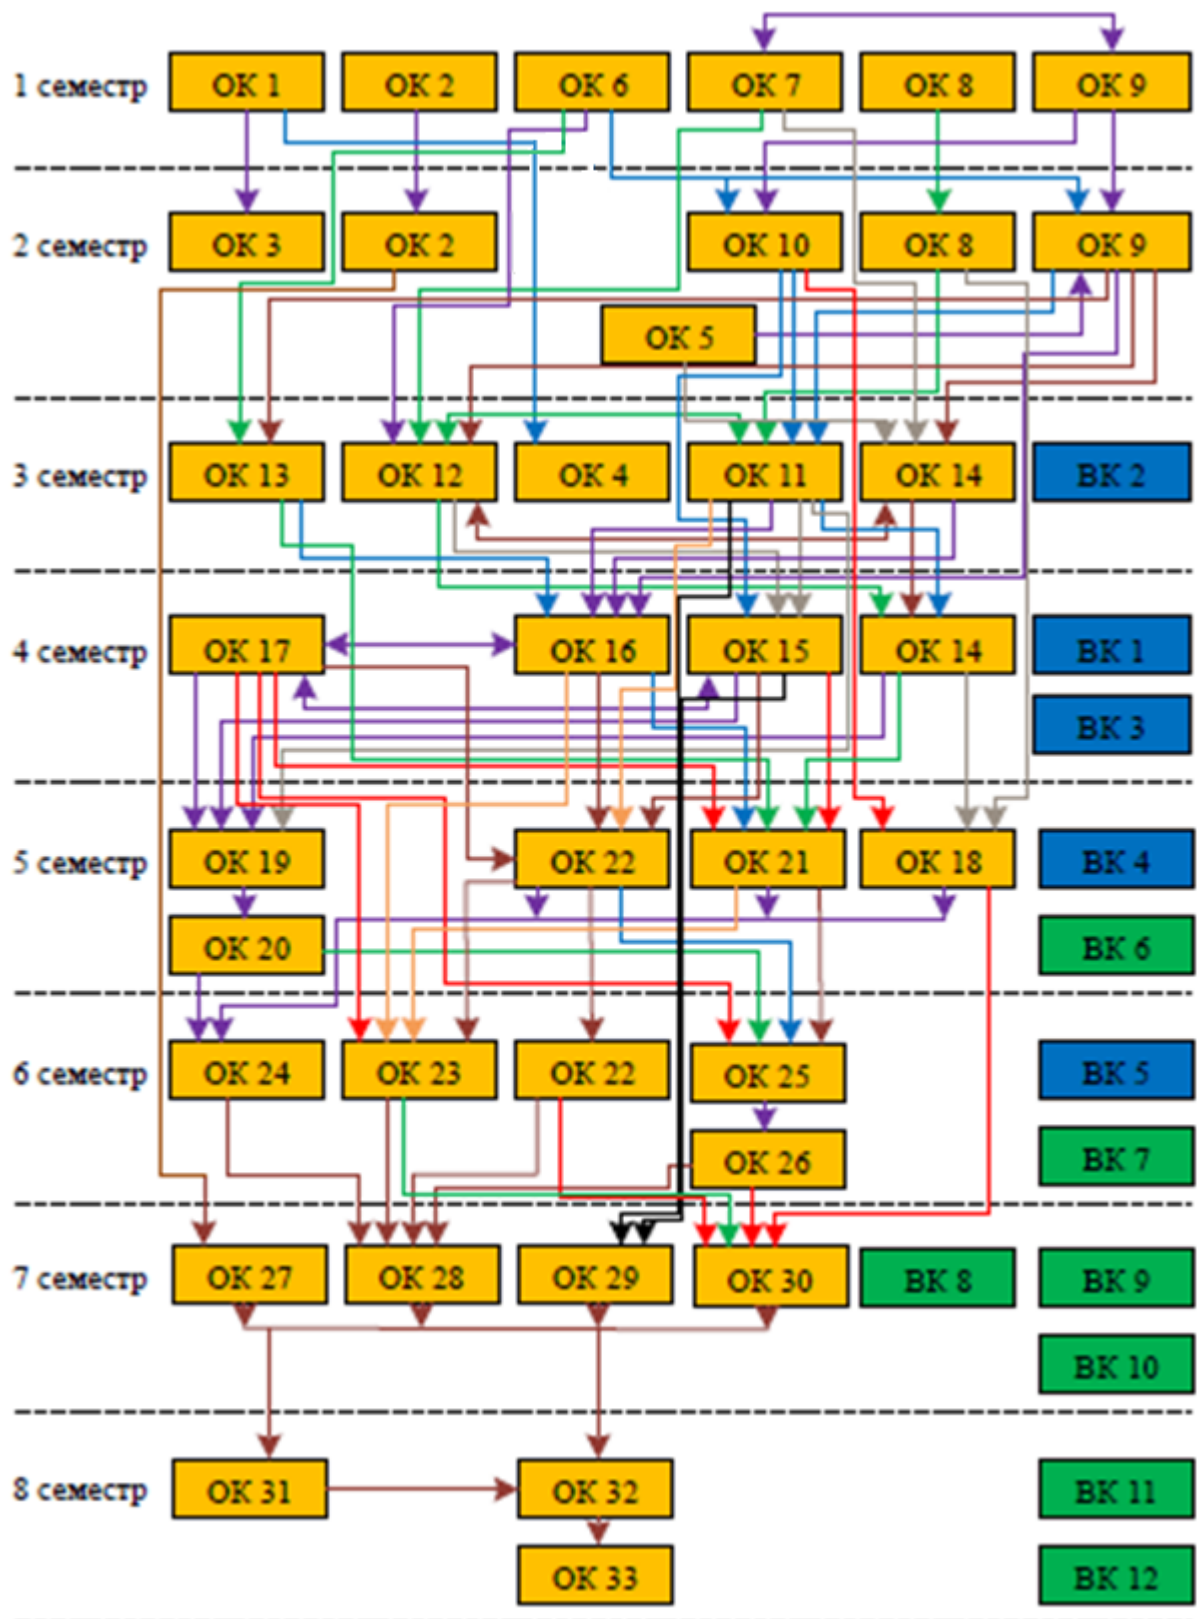 1 семестр ОК 1 ОК 2 ОК 6 ОК 7 ОК 8 ОК 9
2 семестр ОК 3 ОК 2 ОК 10 ОК 8 ОК 9
ОК 5
3 семестр ОК 13 ОК 12 ОК 4 ОК 11 ОК 14 ВК 2
4 семестр ОК 17 ОК 16 ОК 15 ОК 14 ВК 1
ВК 3
5 семестр ОК 19 ОК 22 ОК 21 ОК 18 ВК 4
ОК 20 ВК 6
6 семестр ОК 24 ОК 23 ОК 22 ОК 25 ВК 5
ОК 26 ВК 7
7 семестр ОК 27 ОК 28 ОК 29 ОК 30 ВК 8 ВК 9
ВК 10
8 семестр ОК 31 ОК 32 ВК 11
ОК 33 ВК 12